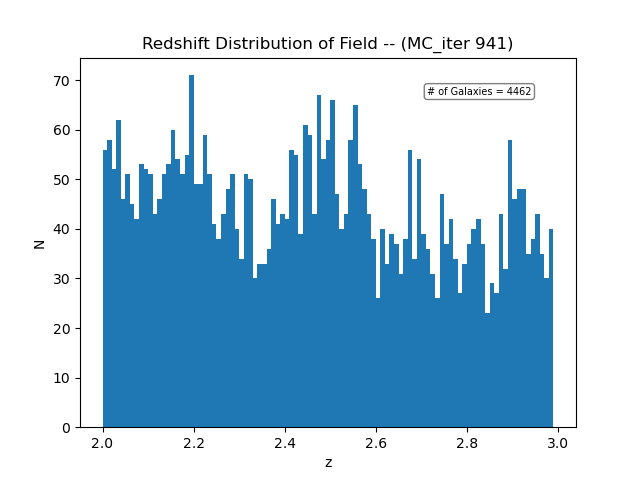 Redshift Distribution of Field -- (MC_iter 941)
# of Galaxies = 4462
70
60
50
40
30
20
10
0
N
2.0 2.2 2.4 2.6 2.8 3.0
z